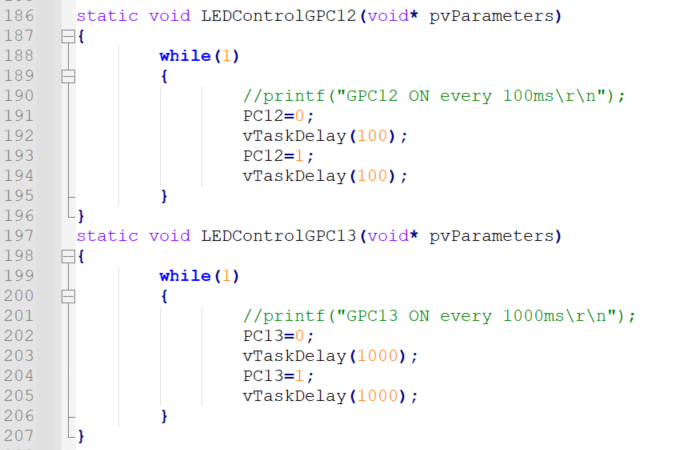 186 static void LEDControlGPC12(void* pvParameters)
187 {
188 while(1)
189 {
190 //printf("GPC12 ON every 100ms\r\n");
191 PC12=0;
192 vTaskDelay(100);
193 PC12=1;
194 vTaskDelay(100);
195 }
196 }
197 static void LEDControlGPC13(void* pvParameters)
198 {
199 while(1)
200 {
201 //printf("GPC13 ON every 1000ms\r\n");
202 PC13=0;
203 vTaskDelay(1000);
204 PC13=1;
205 vTaskDelay(1000);
206 }
207 }